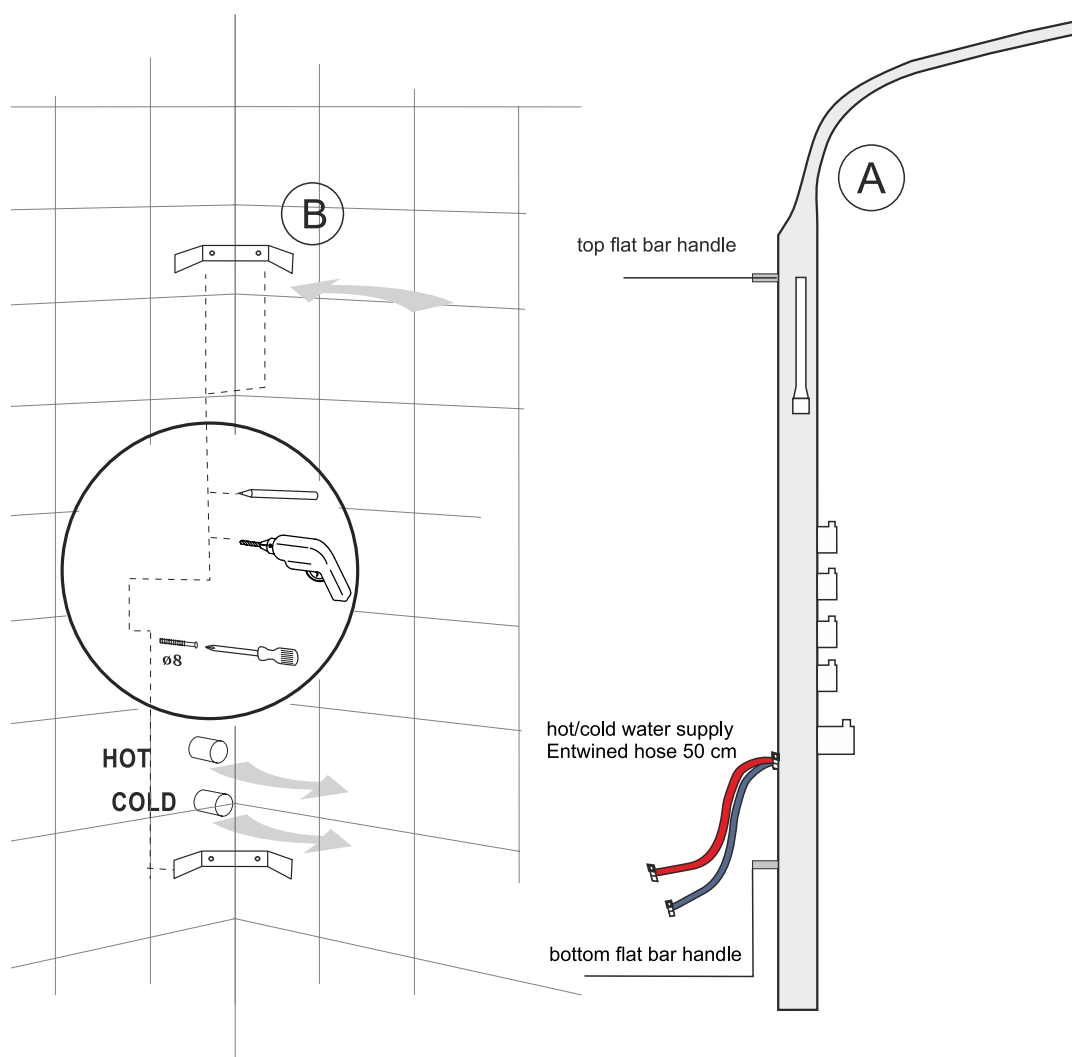 B
A
top flat bar handle
ø8
HOT
COLD
hot/cold water supply
Entwined hose 50 cm
bottom flat bar handle